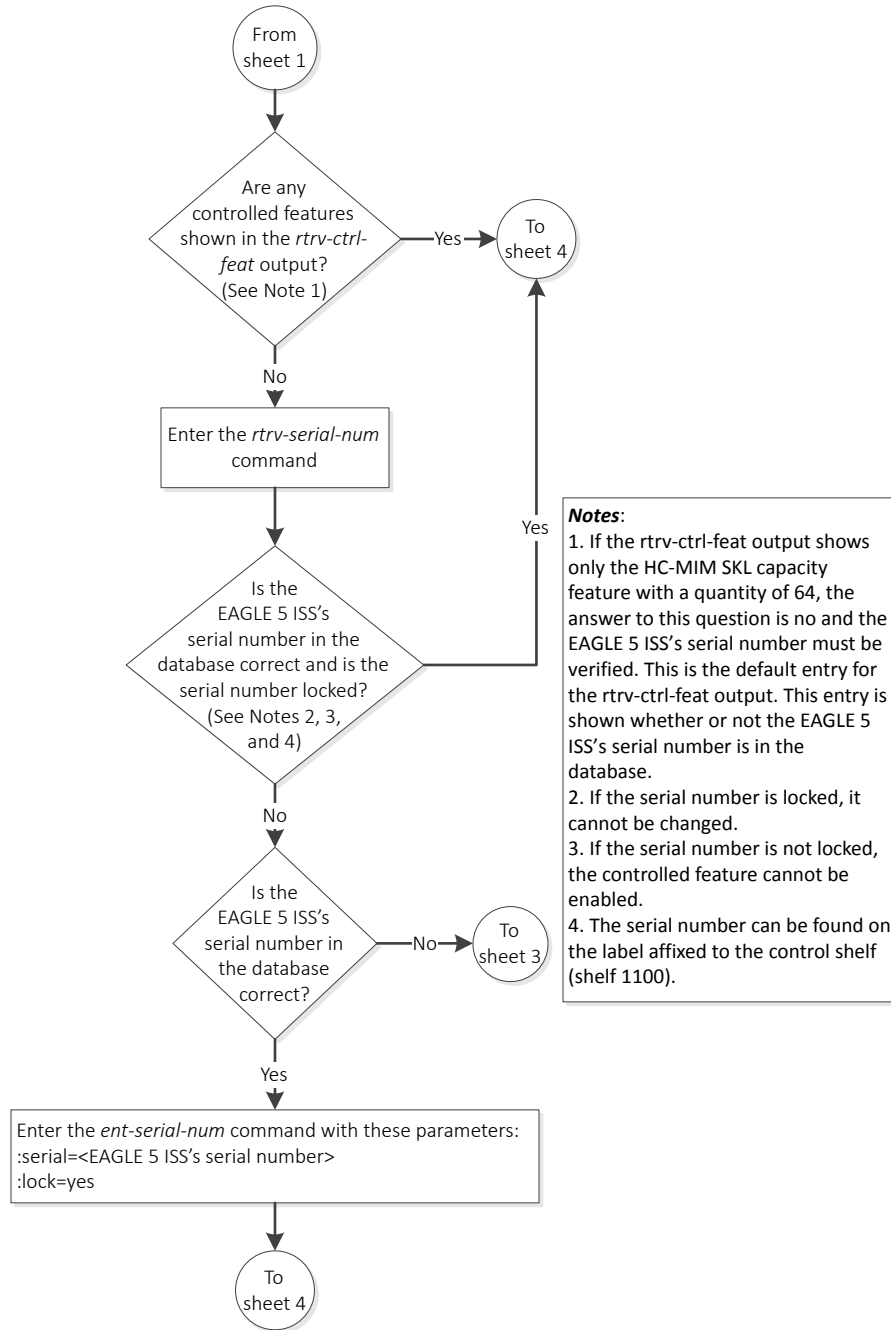 From
sheet 1
Are any
controlled features
shown in the rtrv-ctrl-
feat output?
(See Note 1)
Yes
To
sheet 4
No
Enter the rtrv-serial-num
command
Yes
Is the
EAGLE 5 ISS’s
serial number in the
database correct and is the
serial number locked?
(See Notes 2, 3,
and 4)
No
Is the
EAGLE 5 ISS’s
serial number in
the database
correct?
No
To
sheet 3
Yes
Enter the ent-serial-num command with these parameters:
:serial=<EAGLE 5 ISS’s serial number>
:lock=yes
To
sheet 4
Notes:
1. If the rtrv-ctrl-feat output shows
only the HC-MIM SKL capacity
feature with a quantity of 64, the
answer to this question is no and the
EAGLE 5 ISS’s serial number must be
verified. This is the default entry for
the rtrv-ctrl-feat output. This entry is
shown whether or not the EAGLE 5
ISS’s serial number is in the
database.
2. If the serial number is locked, it
cannot be changed.
3. If the serial number is not locked,
the controlled feature cannot be
enabled.
4. The serial number can be found on
the label affixed to the control shelf
(shelf 1100).